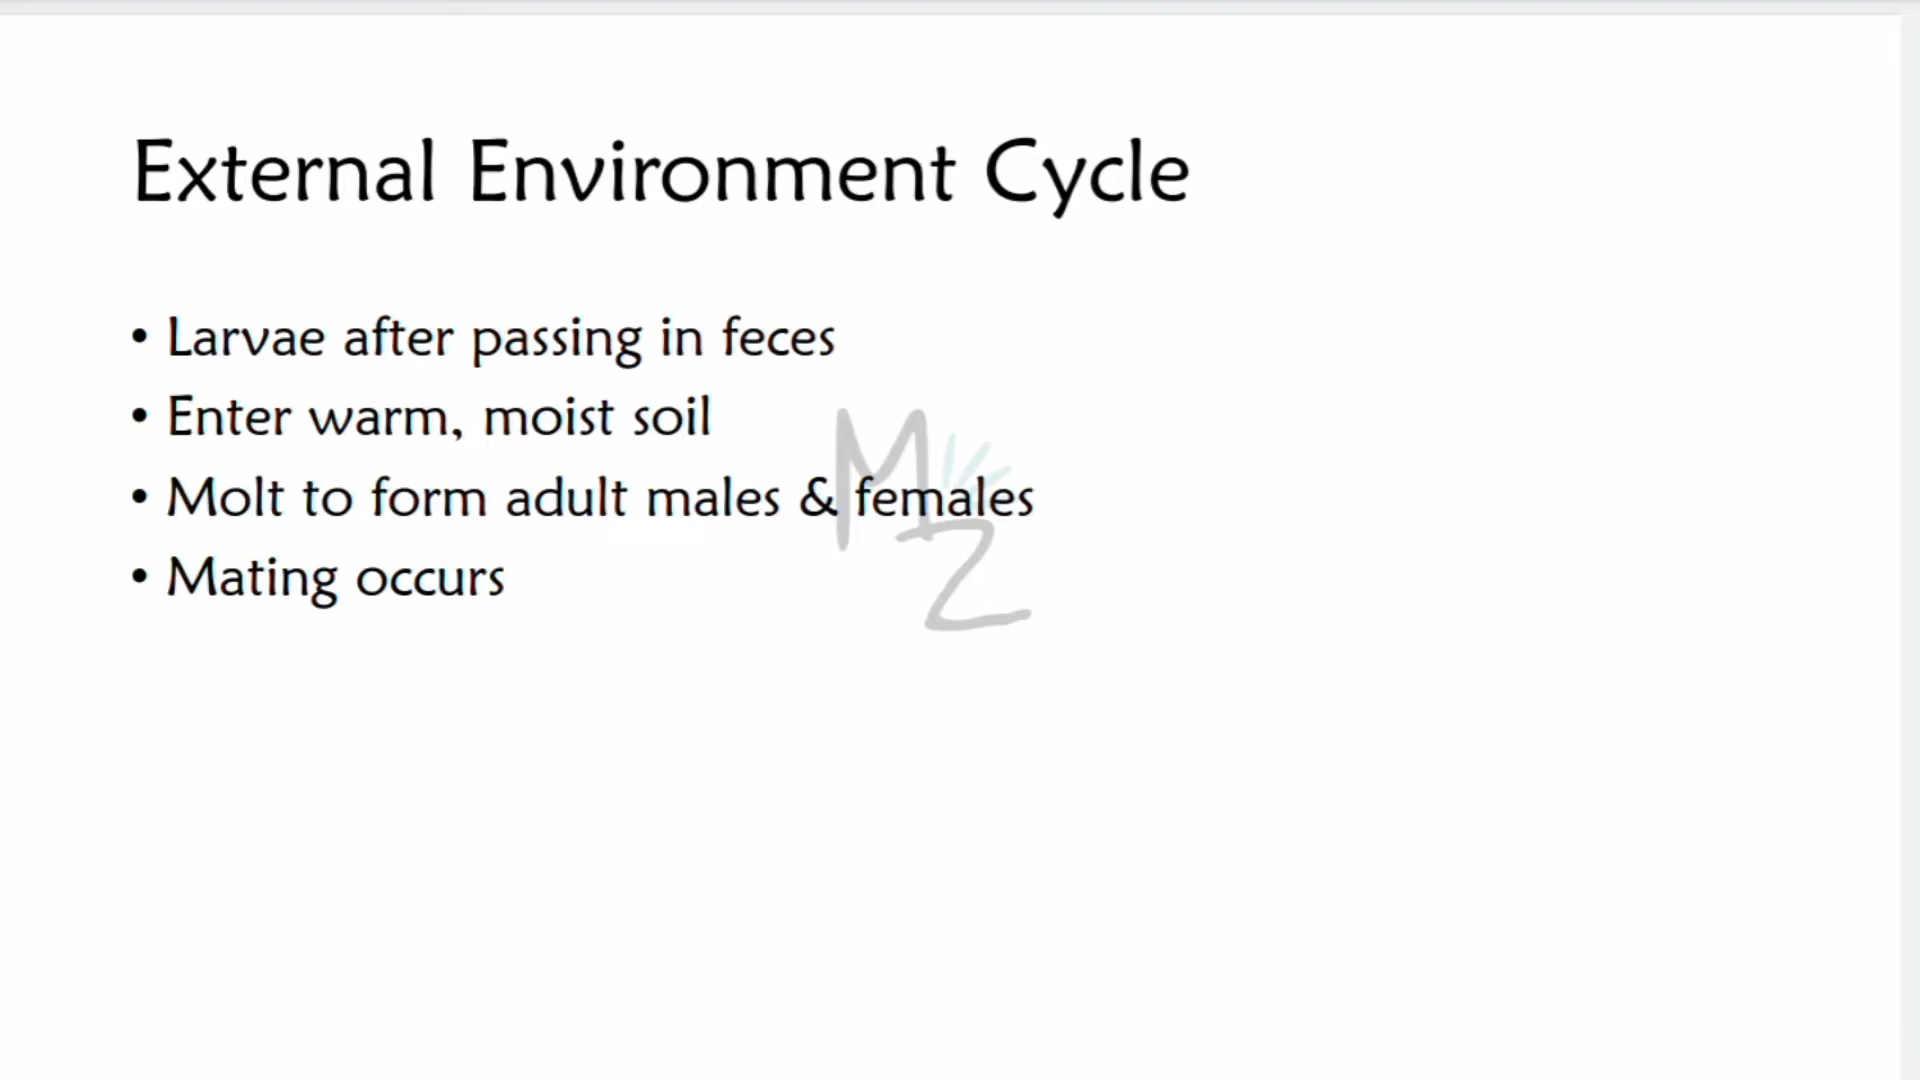 External Environment Cycle
• Larvae after passing in feces
• Enter warm, moist soil
• Molt to form adult males & females
• Mating occurs
MZ